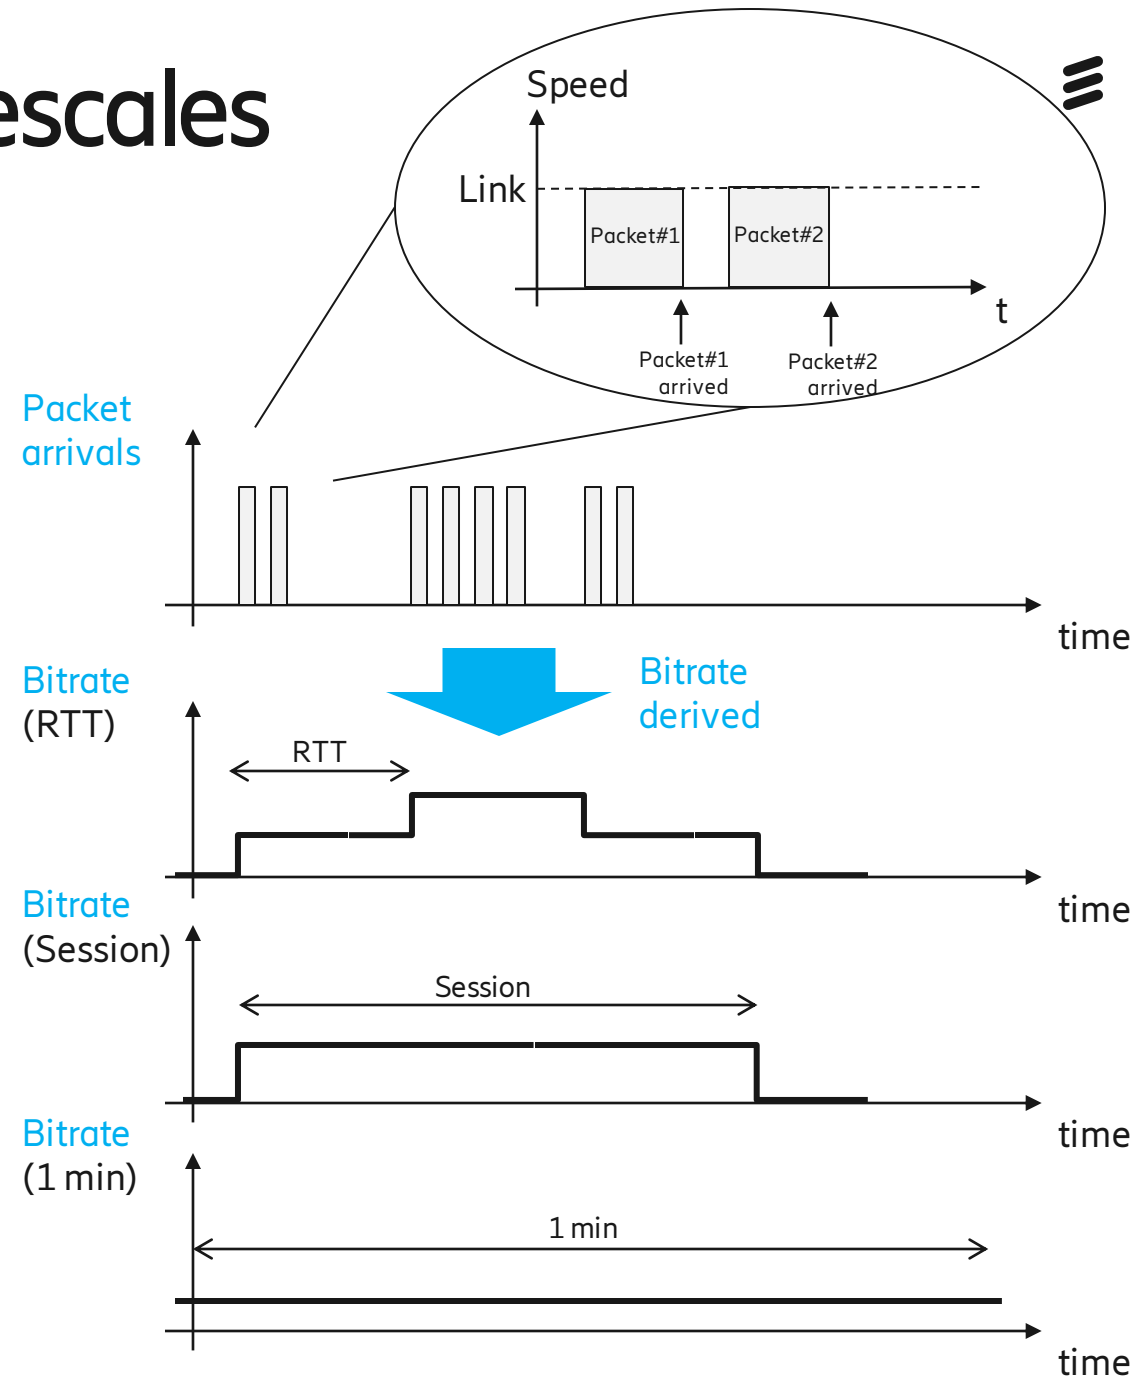 escales
Speed
Link
Packet#1
Packet#2
t
Packet#1
arrived
Packet#2
arrived
Packet
arrivals
time
Bitrate
(RTT)
Bitrate
derived
RTT
time
Bitrate
(Session)
Session
time
Bitrate
(1 min)
1 min
time